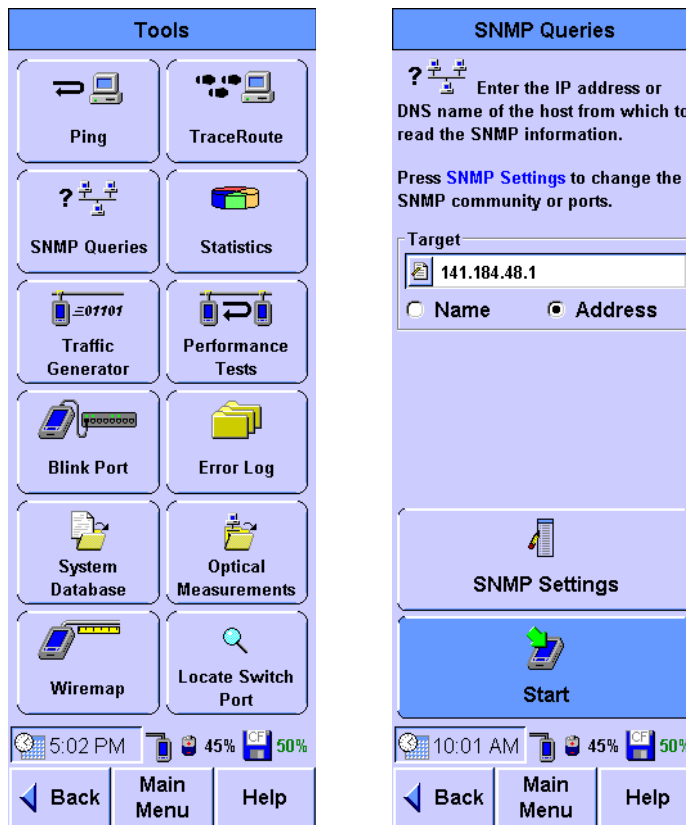 Tools
Ping
TraceRoute
SNMP Queries
Statistics
01101
Traffic
Generator
Performance
Tests
Blink Port
Error Log
System
Database
Optical
Measurements
Wiremap
Locate Switch
Port
5:02 PM
45%
CF
50%
Back
Main
Menu
Help
SNMP Queries
? Enter the IP address or
DNS name of the host from which to
read the SNMP information.
Press SNMP Settings to change the
SNMP community or ports.
Target
141.184.48.1
Name
Address
SNMP Settings
Start
10:01 AM
45%
CF
50%
Back
Main
Menu
Help